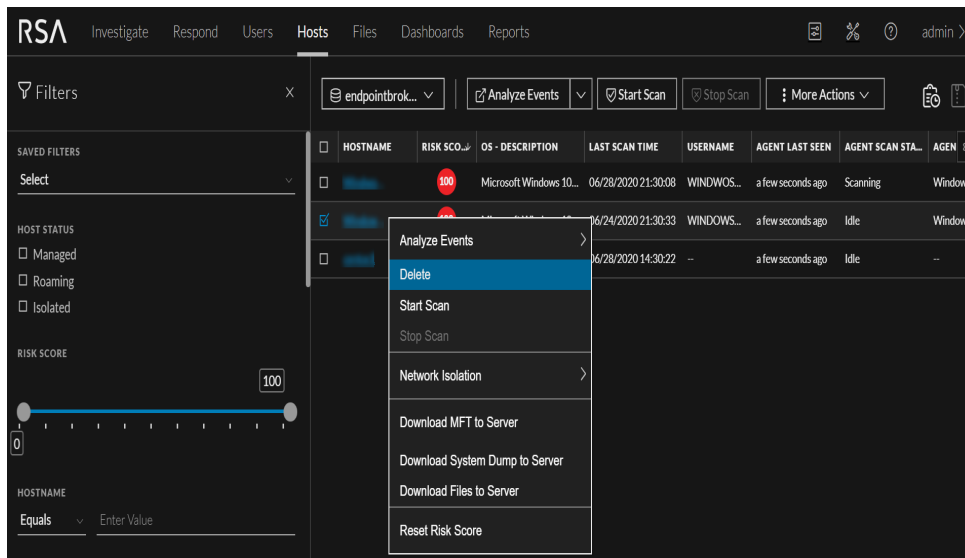 RSA Investigate Respond Users Hosts Files Dashboards Reports admin
Filters X
SAVED FILTERS
Select
HOST STATUS
Managed
Roaming
Isolated
RISK SCORE
100
0
HOSTNAME
Equals Enter Value
endpointbrok... Analyze Events Start Scan Stop Scan More Actions
HOSTNAME RISK SCO... OS - DESCRIPTION LAST SCAN TIME USERNAME AGENT LAST SEEN AGENT SCAN STA... AGEN
100 Microsoft Windows 10... 06/28/2020 21:30:08 WINDWOS... a few seconds ago Scanning Window
06/24/2020 21:30:33 WINDOWS... a few seconds ago Idle Window
06/28/2020 14:30:22 -- a few seconds ago Idle --
Analyze Events
Delete
Start Scan
Stop Scan
Network Isolation
Download MFT to Server
Download System Dump to Server
Download Files to Server
Reset Risk Score